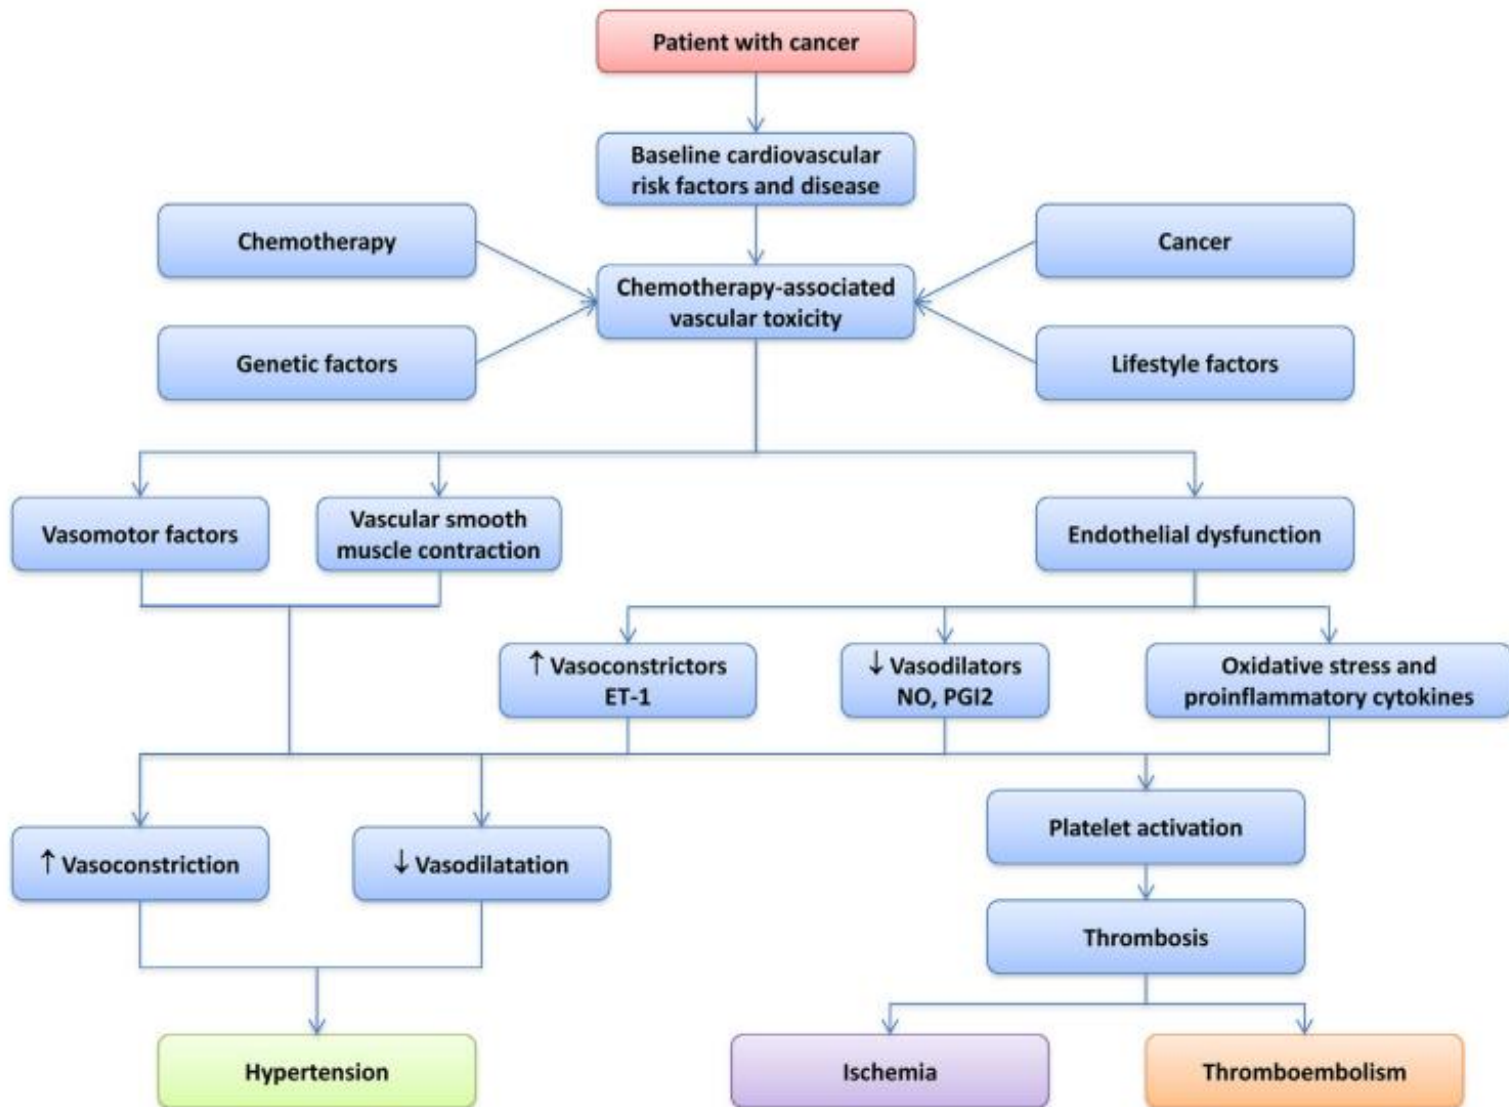 Patient with cancer
Baseline cardiovascular
risk factors and disease
Chemotherapy
Cancer
Chemotherapy-associated
vascular toxicity
Genetic factors
Lifestyle factors
Vasomotor factors
Vascular smooth
muscle contraction
Endothelial dysfunction
↑ Vasoconstrictors
ET-1
↓ Vasodilators
NO, PGI2
Oxidative stress and
proinflammatory cytokines
↑ Vasoconstriction
↓ Vasodilatation
Platelet activation
Thrombosis
Hypertension
Ischemia
Thromboembolism